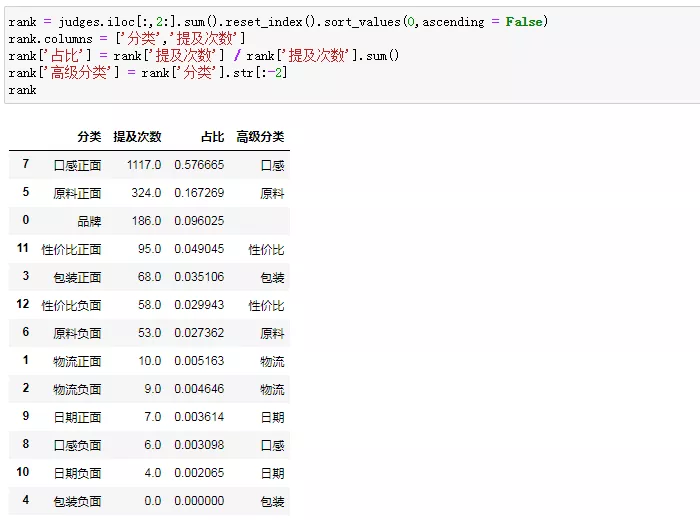 rank = judges.iloc[:,2:].sum().reset_index().sort_values(0,ascending = False)
rank.columns = ['分类','提及次数']
rank['占比'] = rank['提及次数'] / rank['提及次数'].sum()
rank['高级分类'] = rank['分类'].str[:-2]
rank
分类 提及次数 占比 高级分类
7 口感正面 1117.0 0.576665 口感
5 原料正面 324.0 0.167269 原料
0 品牌 186.0 0.096025
11 性价比正面 95.0 0.049045 性价比
3 包装正面 68.0 0.035106 包装
12 性价比负面 58.0 0.029943 性价比
6 原料负面 53.0 0.027362 原料
1 物流正面 10.0 0.005163 物流
2 物流负面 9.0 0.004646 物流
9 日期正面 7.0 0.003614 日期
8 口感负面 6.0 0.003098 口感
10 日期负面 4.0 0.002065 日期
4 包装负面 0.0 0.000000 包装